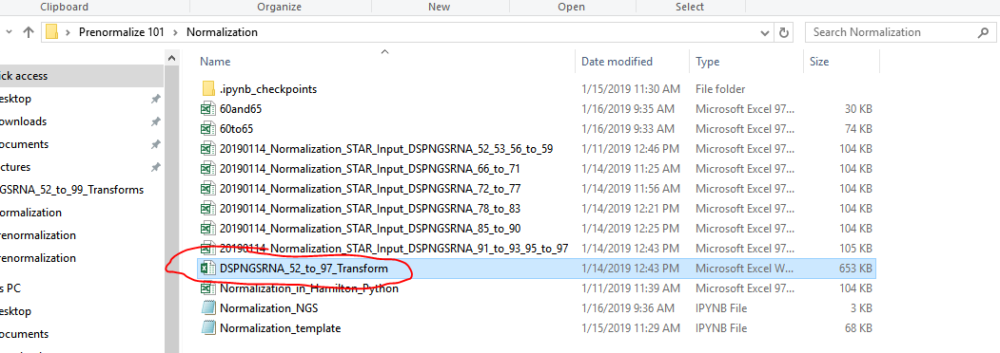 Clipboard
Organize
New
Open
Select
Prenormalize 101 > Normalization
Search Normalization
ick access
esktop
ownloads
ocuments
ctures
GSRNA_52_to_99_Transforms
ormalization
renormalization
renormalization
s PC
esktop
ocuments
Name Date modified Type Size
.ipynb_checkpoints 1/15/2019 11:30 AM File folder
60and65 1/16/2019 9:35 AM Microsoft Excel 97... 30 KB
60to65 1/16/2019 9:33 AM Microsoft Excel 97... 74 KB
20190114_Normalization_STAR_Input_DSPNGSRNA_52_53_56_to_59 1/11/2019 12:46 PM Microsoft Excel 97... 104 KB
20190114_Normalization_STAR_Input_DSPNGSRNA_66_to_71 1/14/2019 11:25 AM Microsoft Excel 97... 104 KB
20190114_Normalization_STAR_Input_DSPNGSRNA_72_to_77 1/14/2019 11:56 AM Microsoft Excel 97... 104 KB
20190114_Normalization_STAR_Input_DSPNGSRNA_78_to_83 1/14/2019 12:21 PM Microsoft Excel 97... 104 KB
20190114_Normalization_STAR_Input_DSPNGSRNA_85_to_90 1/14/2019 12:25 PM Microsoft Excel 97... 104 KB
20190114_Normalization_STAR_Input_DSPNGSRNA_91_to_93_95_to_97 1/14/2019 12:43 PM Microsoft Excel 97... 105 KB
DSPNGSRNA_52_to_97_Transform 1/14/2019 12:43 PM Microsoft Excel W... 653 KB
Normalization_in_Hamilton_Python 1/11/2019 11:39 AM Microsoft Excel 97... 104 KB
Normalization_NGS 1/16/2019 9:36 AM IPYNB File 3 KB
Normalization_template 1/15/2019 11:29 AM IPYNB File 68 KB